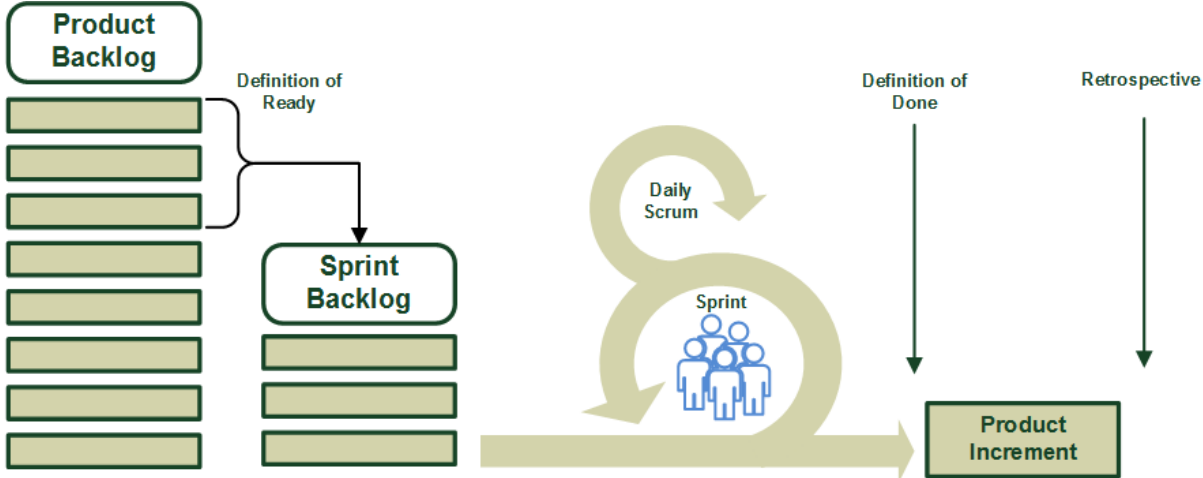 Product
Backlog
Definition of
Ready
Sprint
Backlog
Daily
Scrum
Sprint
Definition of
Done
Retrospective
Product
Increment